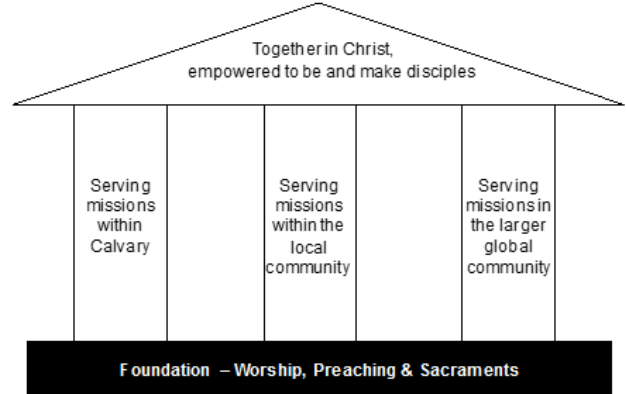 Together in Christ,
empowered to be and make disciples
Serving
missions
within
Calvary
Serving
missions
within the
local
community
Serving
missions in
the larger
global
community
Foundation – Worship, Preaching & Sacraments